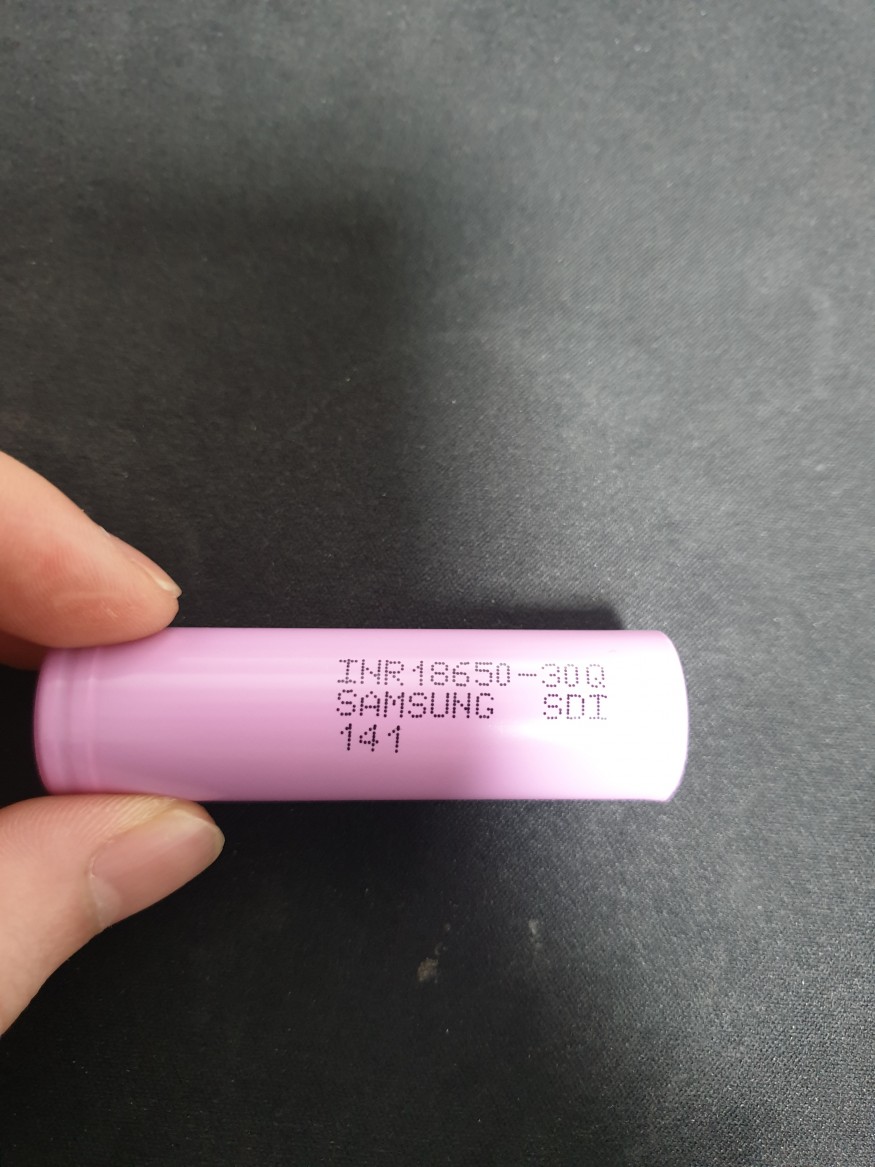 INR18650-30Q
SAMSUNG SDI
141